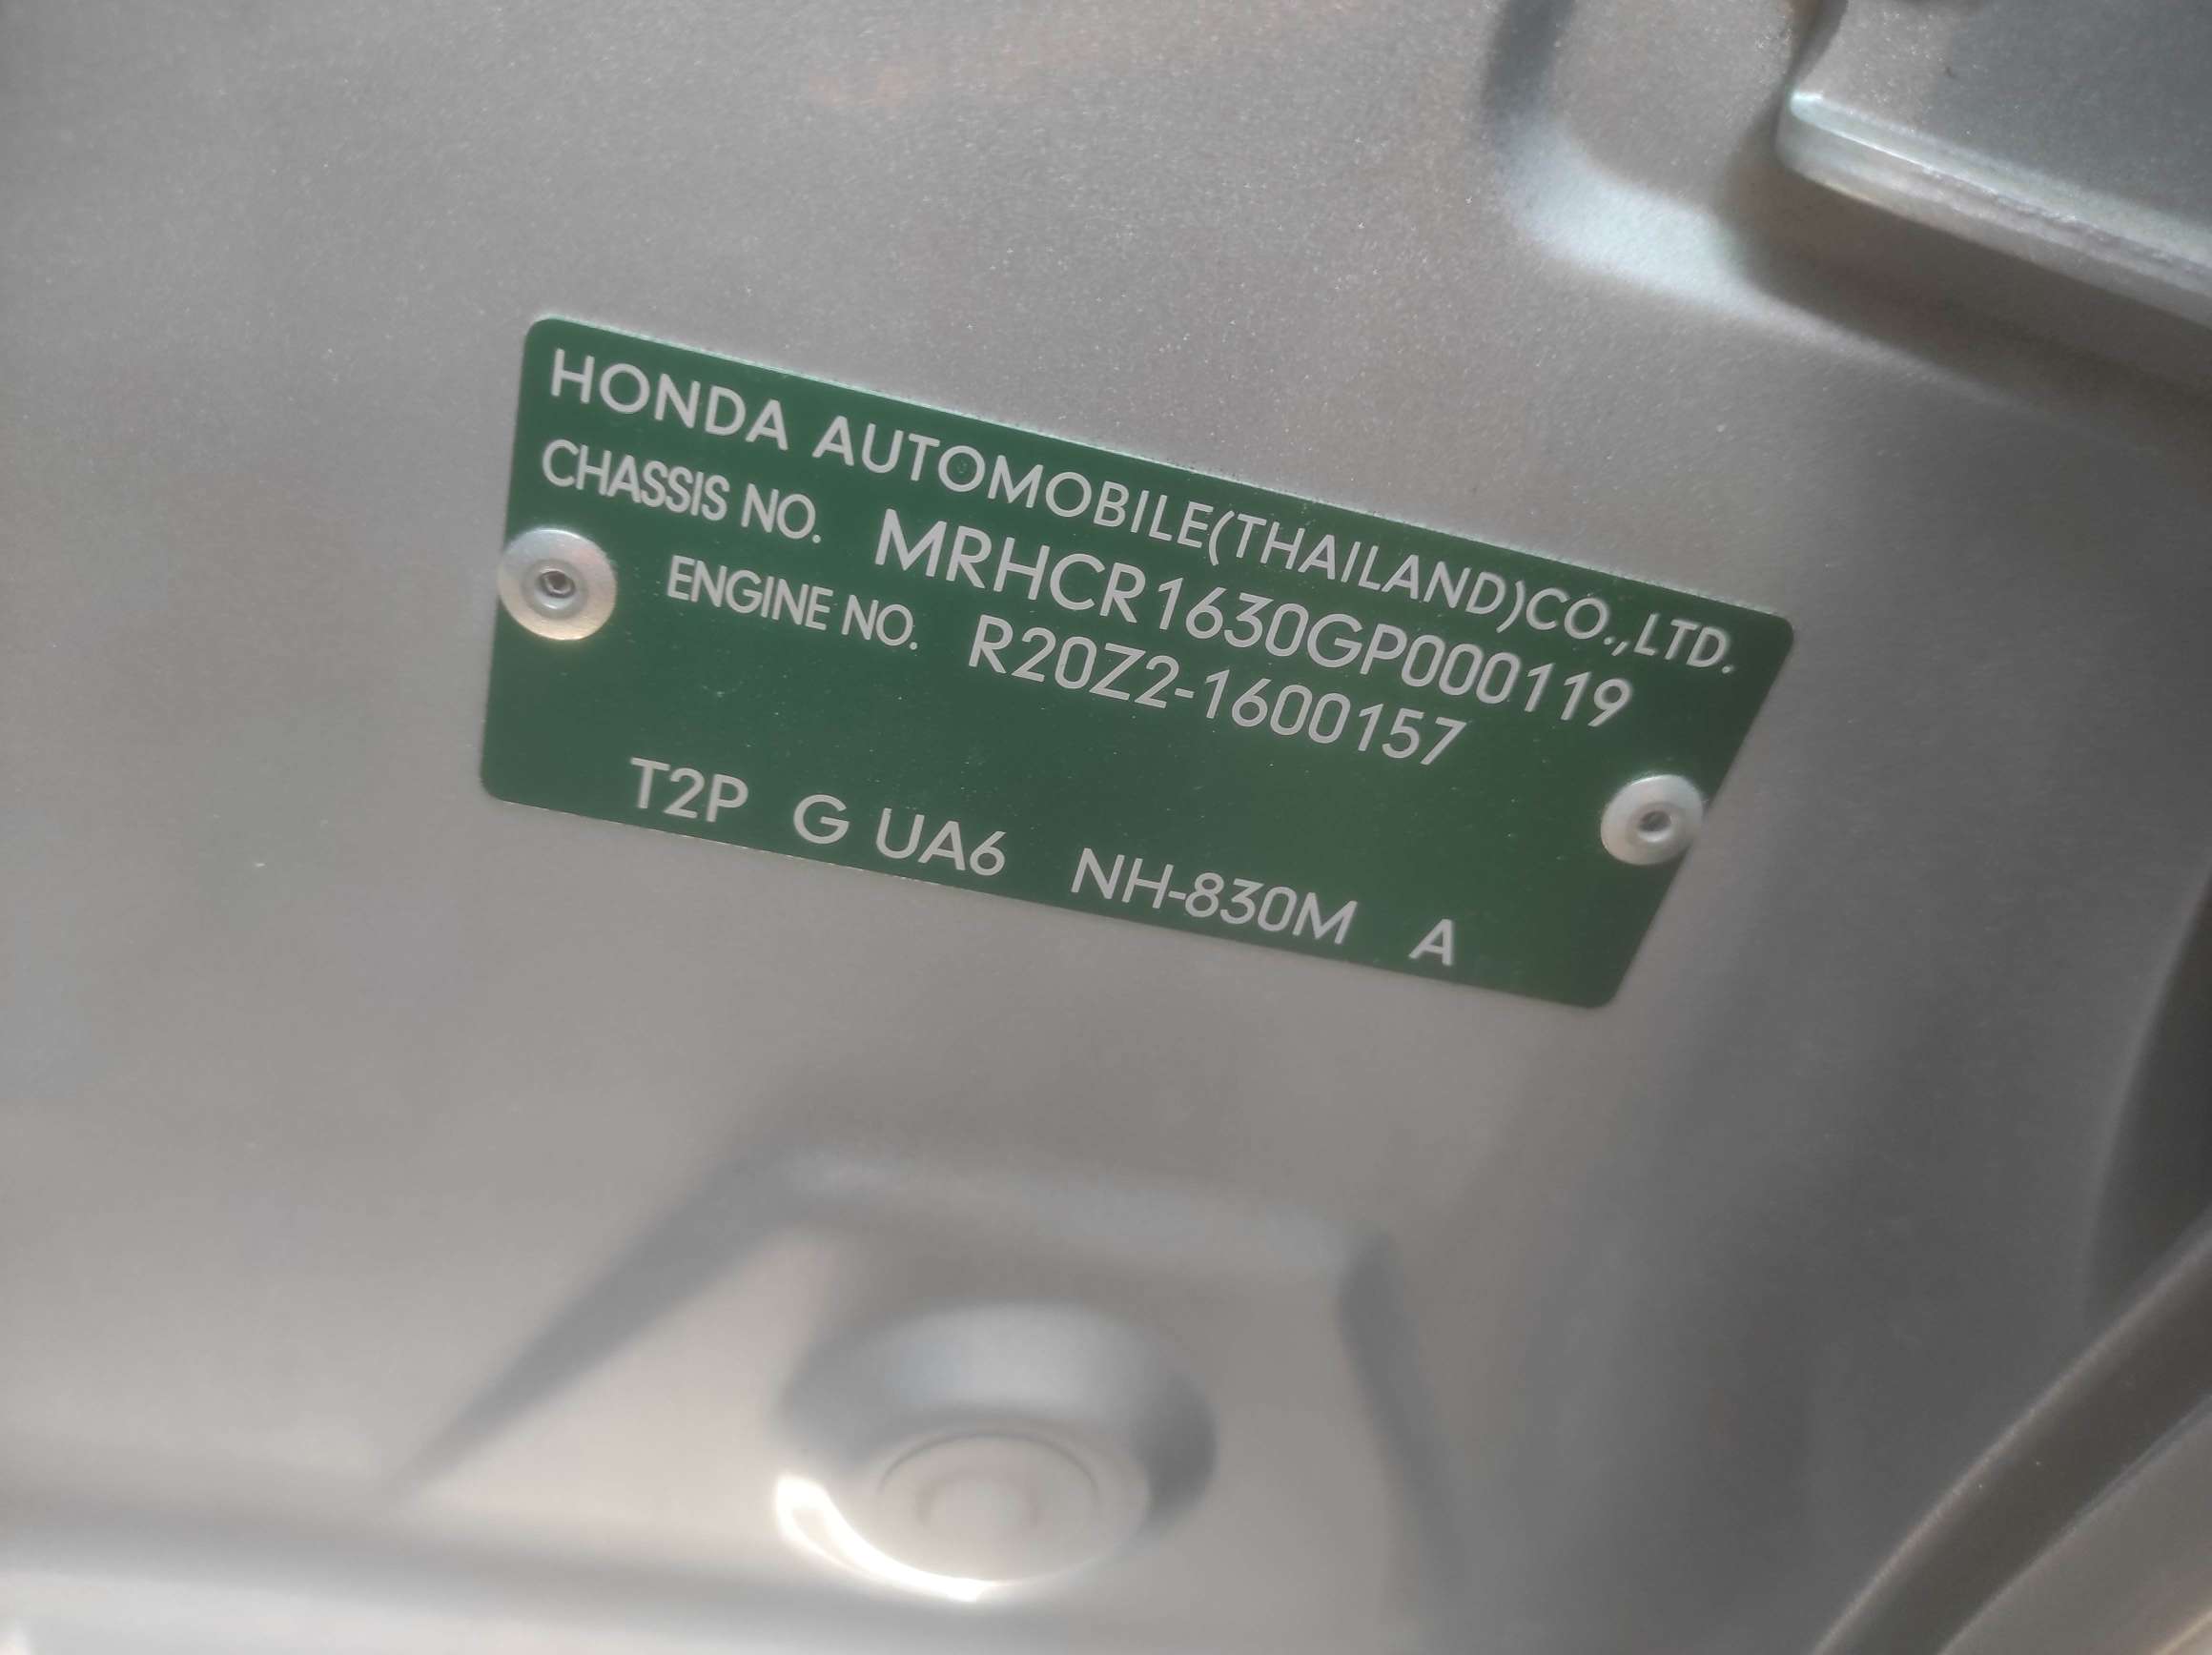 HONDA AUTOMOBILE(THAILAND)CO.,LTD.
CHASSIS NO. MRHCR1630GP000119
ENGINE NO. R20Z2-1600157
T2P G UA6 NH-830M A